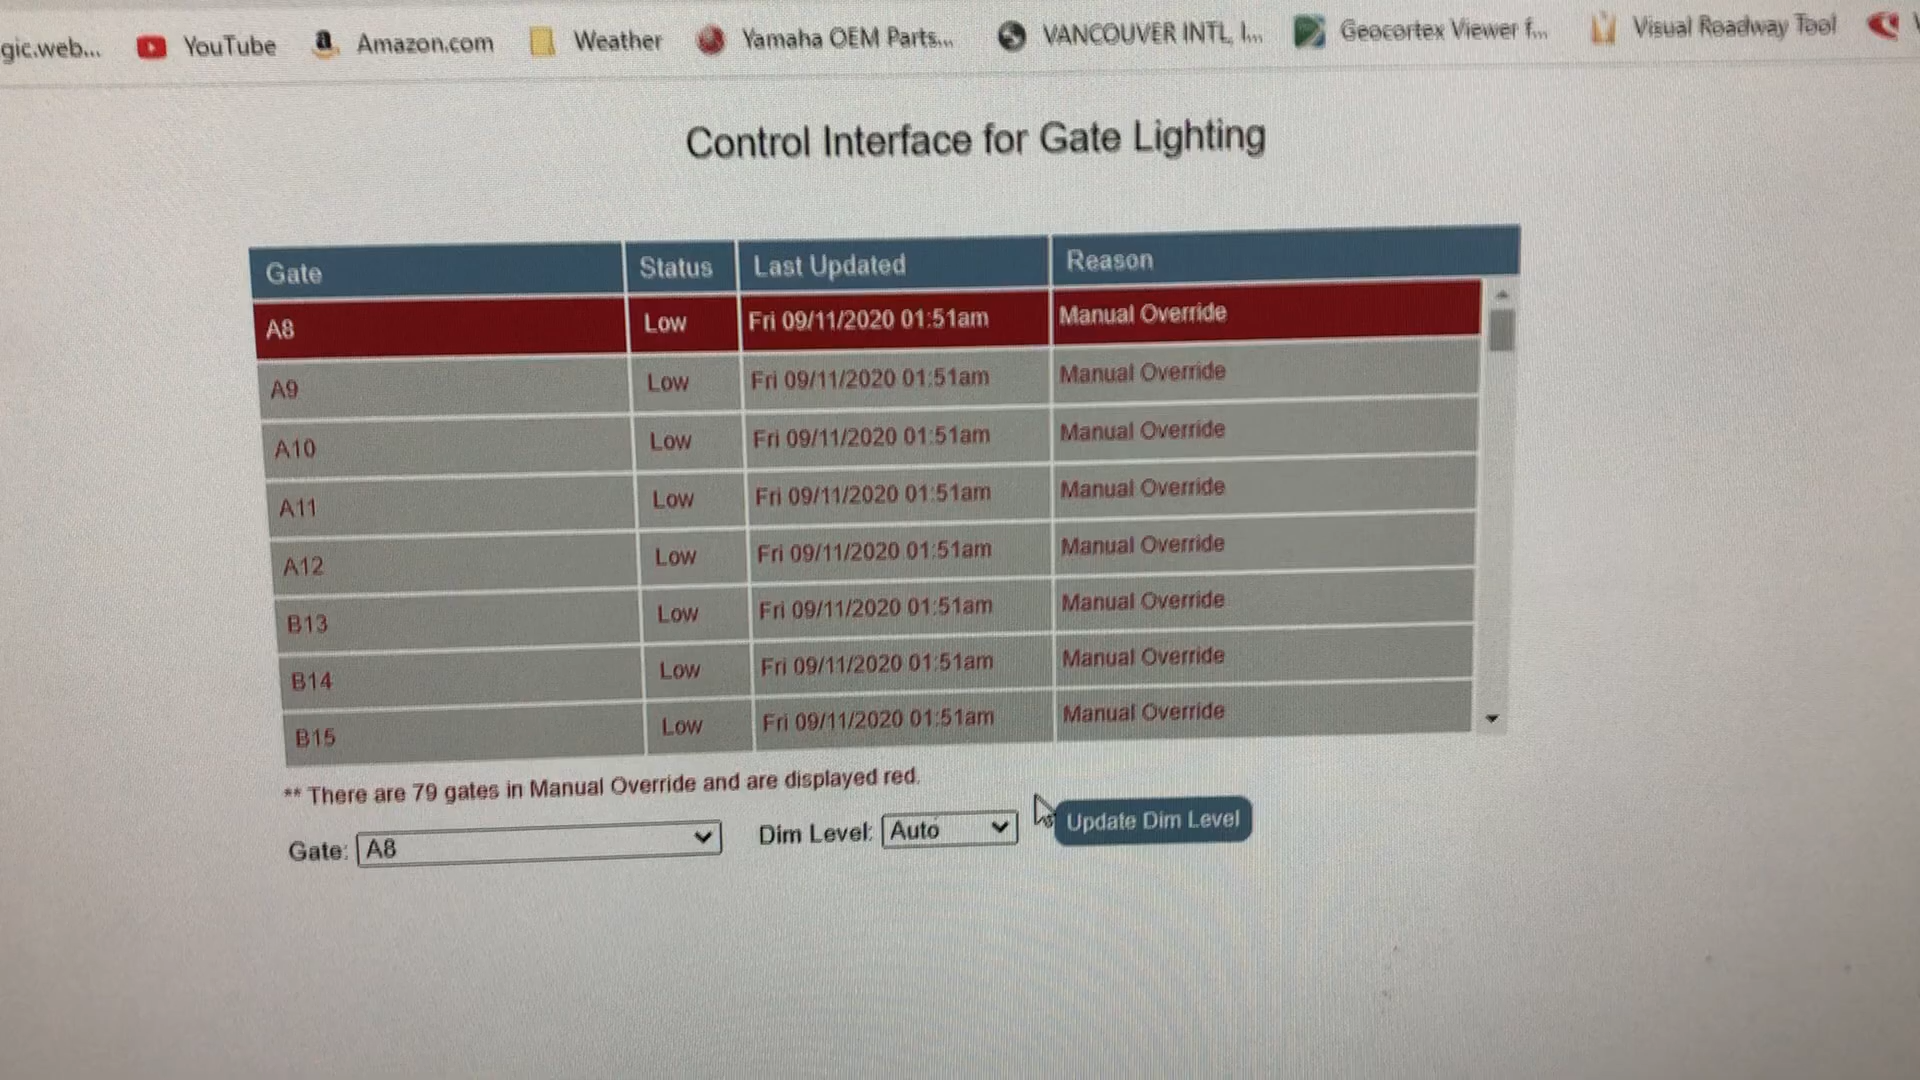 gic.web... YouTube Amazon.com Weather Yamaha OEM Parts... VANCOUVER INTL, I... Geocortex Viewer f... Visual Roadway Tool
Control Interface for Gate Lighting
Gate Status Last Updated Reason
A8 Low Fri 09/11/2020 01:51am Manual Override
A9 Low Fri 09/11/2020 01:51am Manual Override
A10 Low Fri 09/11/2020 01:51am Manual Override
A11 Low Fri 09/11/2020 01:51am Manual Override
A12 Low Fri 09/11/2020 01:51am Manual Override
B13 Low Fri 09/11/2020 01:51am Manual Override
B14 Low Fri 09/11/2020 01:51am Manual Override
B15 Low Fri 09/11/2020 01:51am Manual Override
** There are 79 gates in Manual Override and are displayed red.
Gate: A8 Dim Level: Auto Update Dim Level